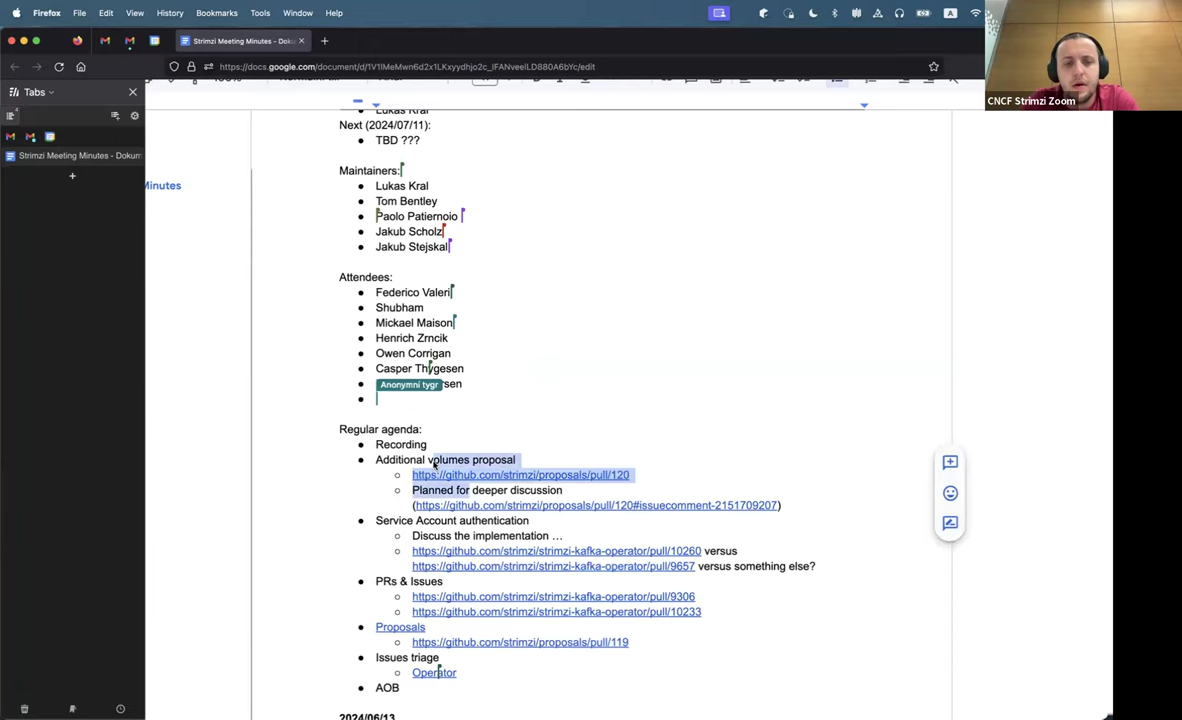 Firefox File Edit View History Bookmarks Tools Window Help A
Strimzi Meeting Minutes - Doku
https://docs.google.com/document/d/1V1lMeMwn6d2x1LKxyydhjo2c_IFANveelLD880A6bYc/edit
Tabs
Strimzi Meeting Minutes - Dokum
Minutes
CNCF Strimzi Zoom
Lukas Kral
Next (2024/07/11):
TBD ???
Maintainers:
Lukas Kral
Tom Bentley
Paolo Patiernoio
Jakub Scholz
Jakub Stejskal
Attendees:
Federico Valeri
Shubham
Mickael Maison
Henrich Zrncik
Owen Corrigan
Casper Thygesen
Anonymní tygr
Regular agenda:
Recording
Additional volumes proposal
https://github.com/strimzi/proposals/pull/120
Planned for deeper discussion
(https://github.com/strimzi/proposals/pull/120#issuecomment-2151709207)
Service Account authentication
Discuss the implementation …
https://github.com/strimzi/strimzi-kafka-operator/pull/10260 versus
https://github.com/strimzi/strimzi-kafka-operator/pull/9657 versus something else?
PRs & Issues
https://github.com/strimzi/strimzi-kafka-operator/pull/9306
https://github.com/strimzi/strimzi-kafka-operator/pull/10233
Proposals
https://github.com/strimzi/proposals/pull/119
Issues triage
Operator
AOB
2024/06/13